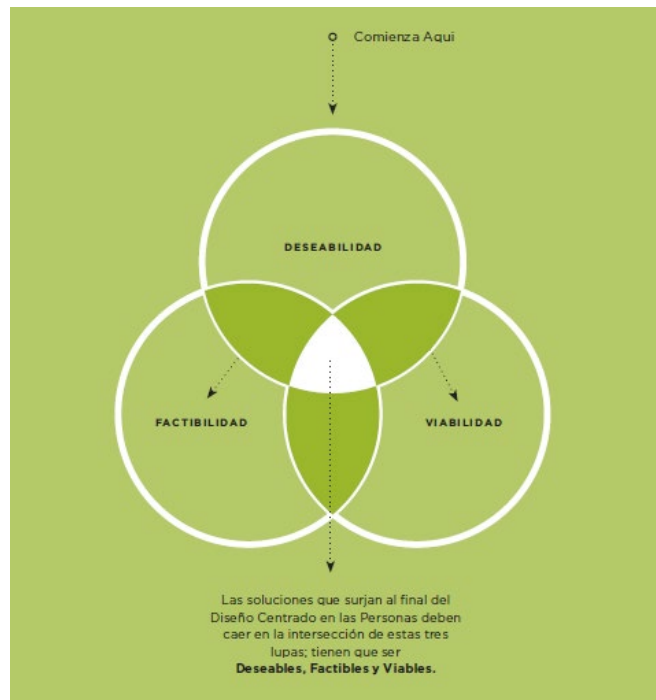 Comienza Aqui
DESEABILIDAD
FACTIBILIDAD
VIABILIDAD
Las soluciones que surjan al final del
Diseño Centrado en las Personas deben
caer en la intersección de estas tres
lupas; tienen que ser
Deseables, Factibles y Viables.